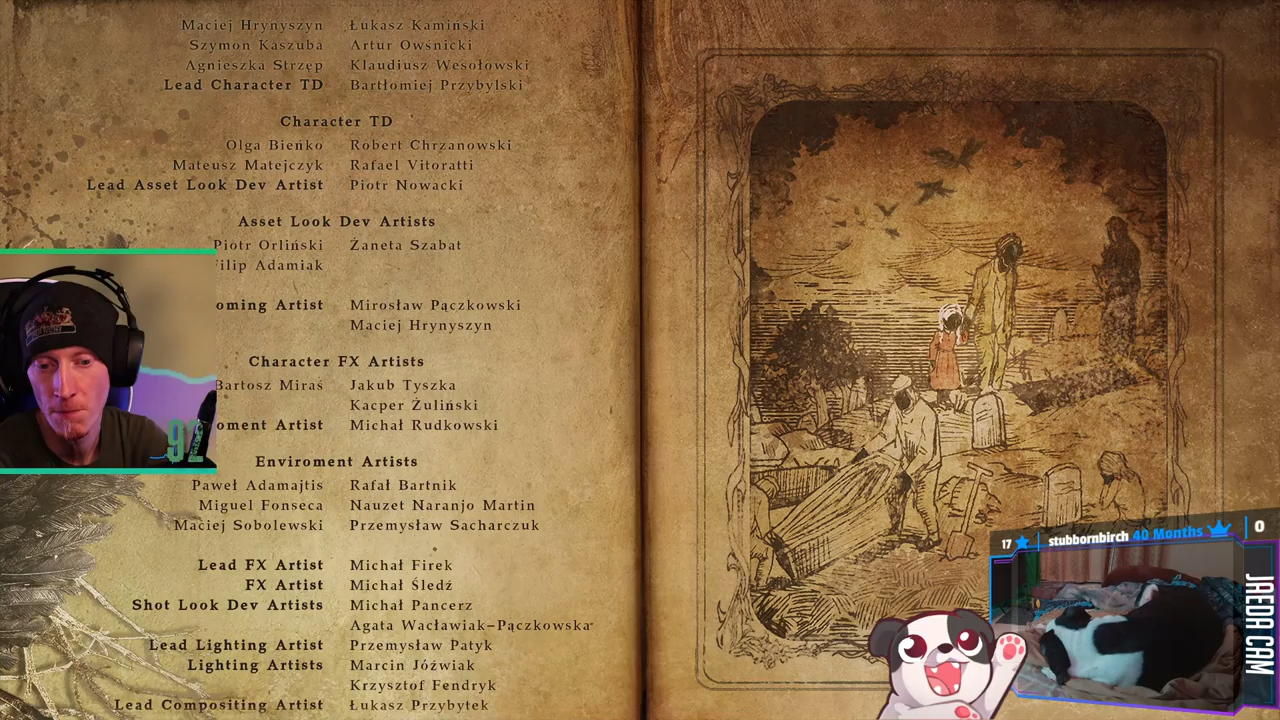 Maciej Hrynyszyn Łukasz Kamiński
Szymon Kaszuba Artur Owśnicki
Agnieszka Strzęp Klaudiusz Wesołowski
Lead Character TD Bartłomiej Przybylski
Character TD
Olga Bieńko Robert Chrzanowski
Mateusz Matejczyk Rafael Vitoratti
Lead Asset Look Dev Artist Piotr Nowacki
Asset Look Dev Artists
Piotr Orliński Żaneta Szabat
Filip Adamiak
oming Artist Mirosław Pączkowski
Maciej Hrynyszyn
Character FX Artists
Bartosz Miraś Jakub Tyszka
Kacper Żuliński
oment Artist Michał Rudkowski
Enviroment Artists
Paweł Adamajtis Rafał Bartnik
Miguel Fonseca Nauzet Naranjo Martin
Maciej Sobolewski Przemysław Sacharczuk
Lead FX Artist Michał Firek
FX Artist Michał Śledź
Shot Look Dev Artists Michał Pancerz
Agata Wacławiak-Pączkowska
Lead Lighting Artist Przemysław Patyk
Lighting Artists Marcin Jóźwiak
Krzysztof Fendryk
Lead Compositing Artist Łukasz Przybytek
92
17 stubbornbirch 40 Months 0
JAEDA CAM